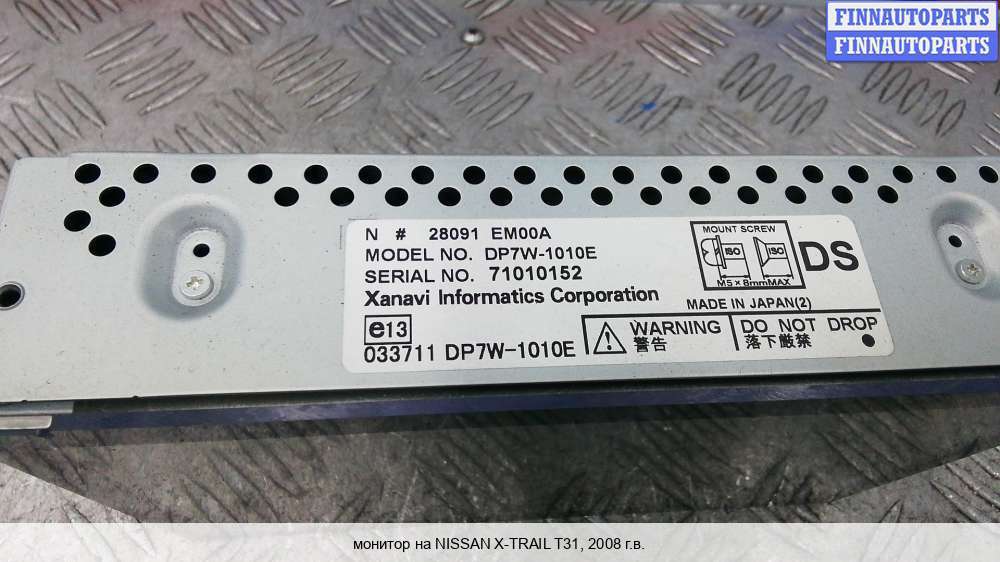 FINNAUTOPARTS
FINNAUTOPARTS
N # 28091 EM00A
MODEL NO. DP7W-1010E
SERIAL NO. 71010152
Xanavi Informatics Corporation
MOUNT SCREW
ISO ISO
M5×8mmMAX
DS
MADE IN JAPAN(2)
e13
033711 DP7W-1010E
WARNING
警告
DO NOT DROP
落下厳禁
монитор на NISSAN X-TRAIL T31, 2008 г.в.